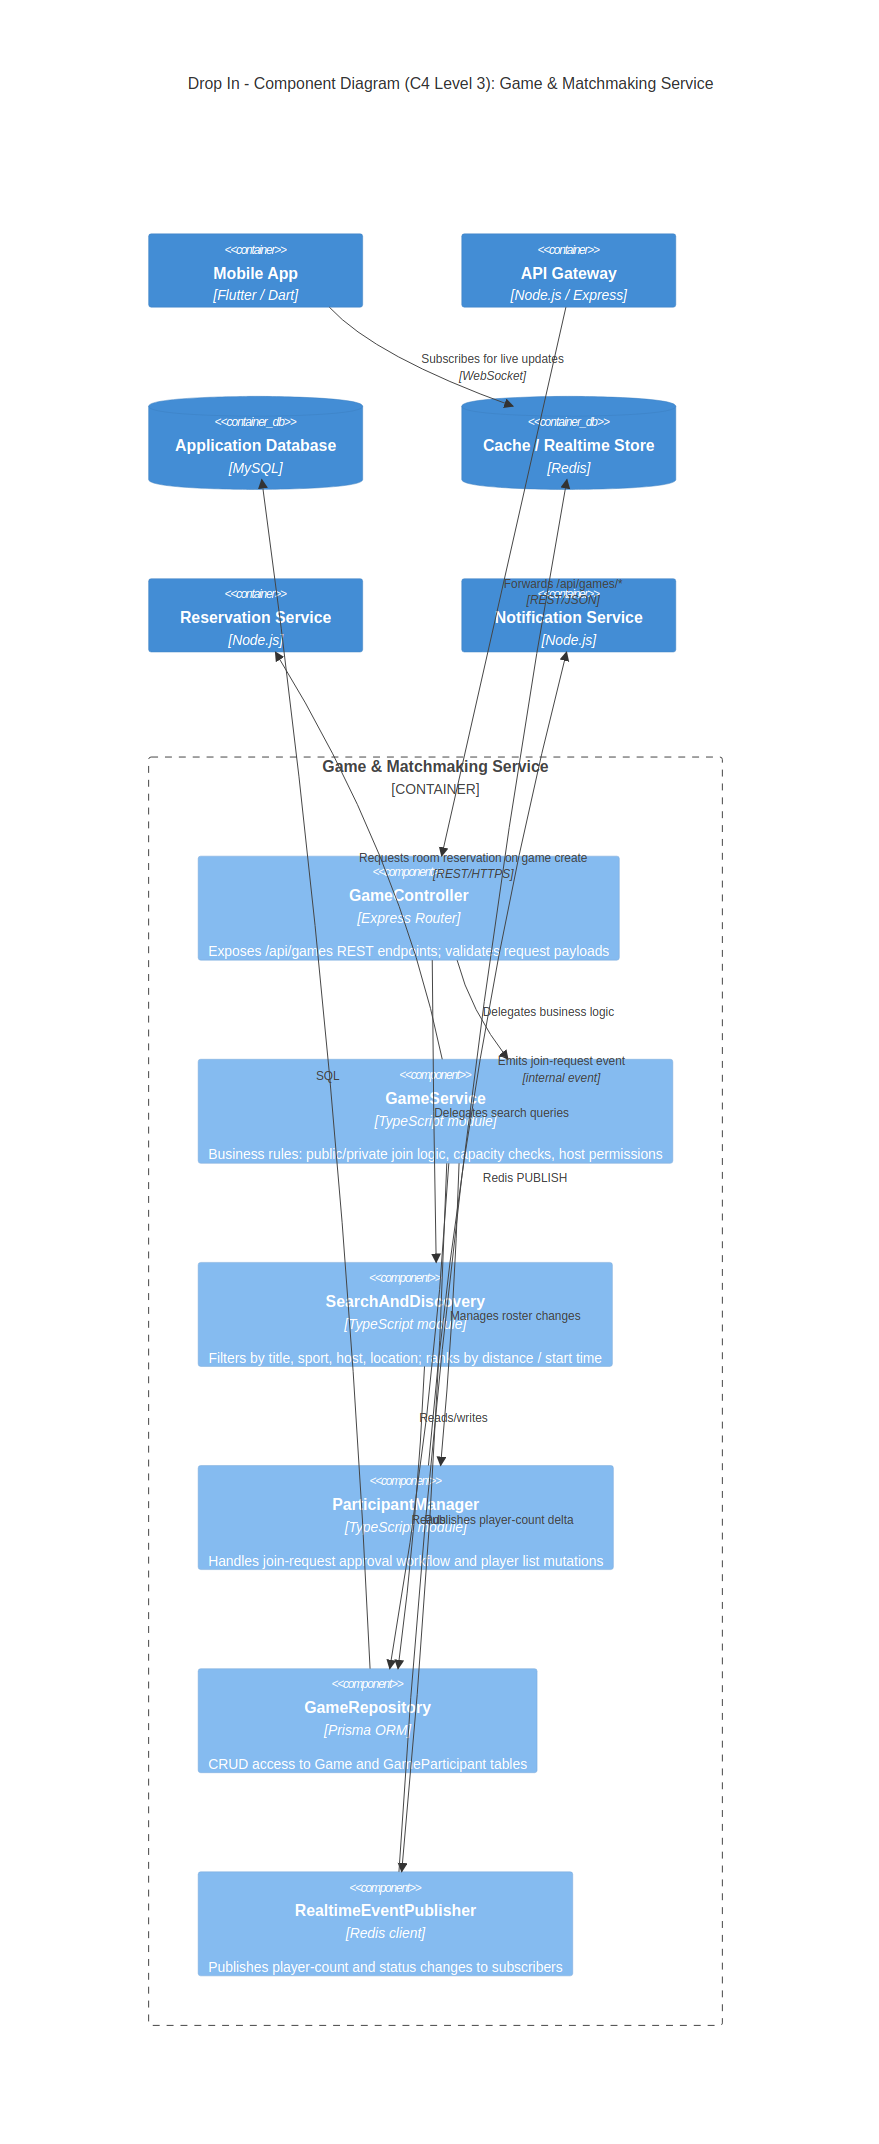 Drop In - Component Diagram (C4 Level 3): Game & Matchmaking Service
<<container>>
Mobile App
[Flutter / Dart]
<<container>>
API Gateway
[Node.js / Express]
Subscribes for live updates
[WebSocket]
<<container_db>>
Application Database
[MySQL]
<<container_db>>
Cache / Realtime Store
[Redis]
<<container>>
Reservation Service
[Node.js]
Forwards /api/games/*
[REST/JSON]
<<container>>
Notification Service
[Node.js]
Game & Matchmaking Service
[CONTAINER]
Requests room reservation on game create
[REST/HTTPS]
<<component>>
GameController
[Express Router]
Exposes /api/games REST endpoints; validates request payloads
Delegates business logic
Emits join-request event
[internal event]
SQL
<<component>>
GameService
[TypeScript module]
Delegates search queries
Business rules: public/private join logic, capacity checks, host permissions
Redis PUBLISH
<<component>>
SearchAndDiscovery
[TypeScript module]
Manages roster changes
Filters by title, sport, host, location; ranks by distance / start time
Reads/writes
<<component>>
ParticipantManager
[TypeScript module]
Reads
Publishes player-count delta
Handles join-request approval workflow and player list mutations
<<component>>
GameRepository
[Prisma ORM]
CRUD access to Game and GameParticipant tables
<<component>>
RealtimeEventPublisher
[Redis client]
Publishes player-count and status changes to subscribers